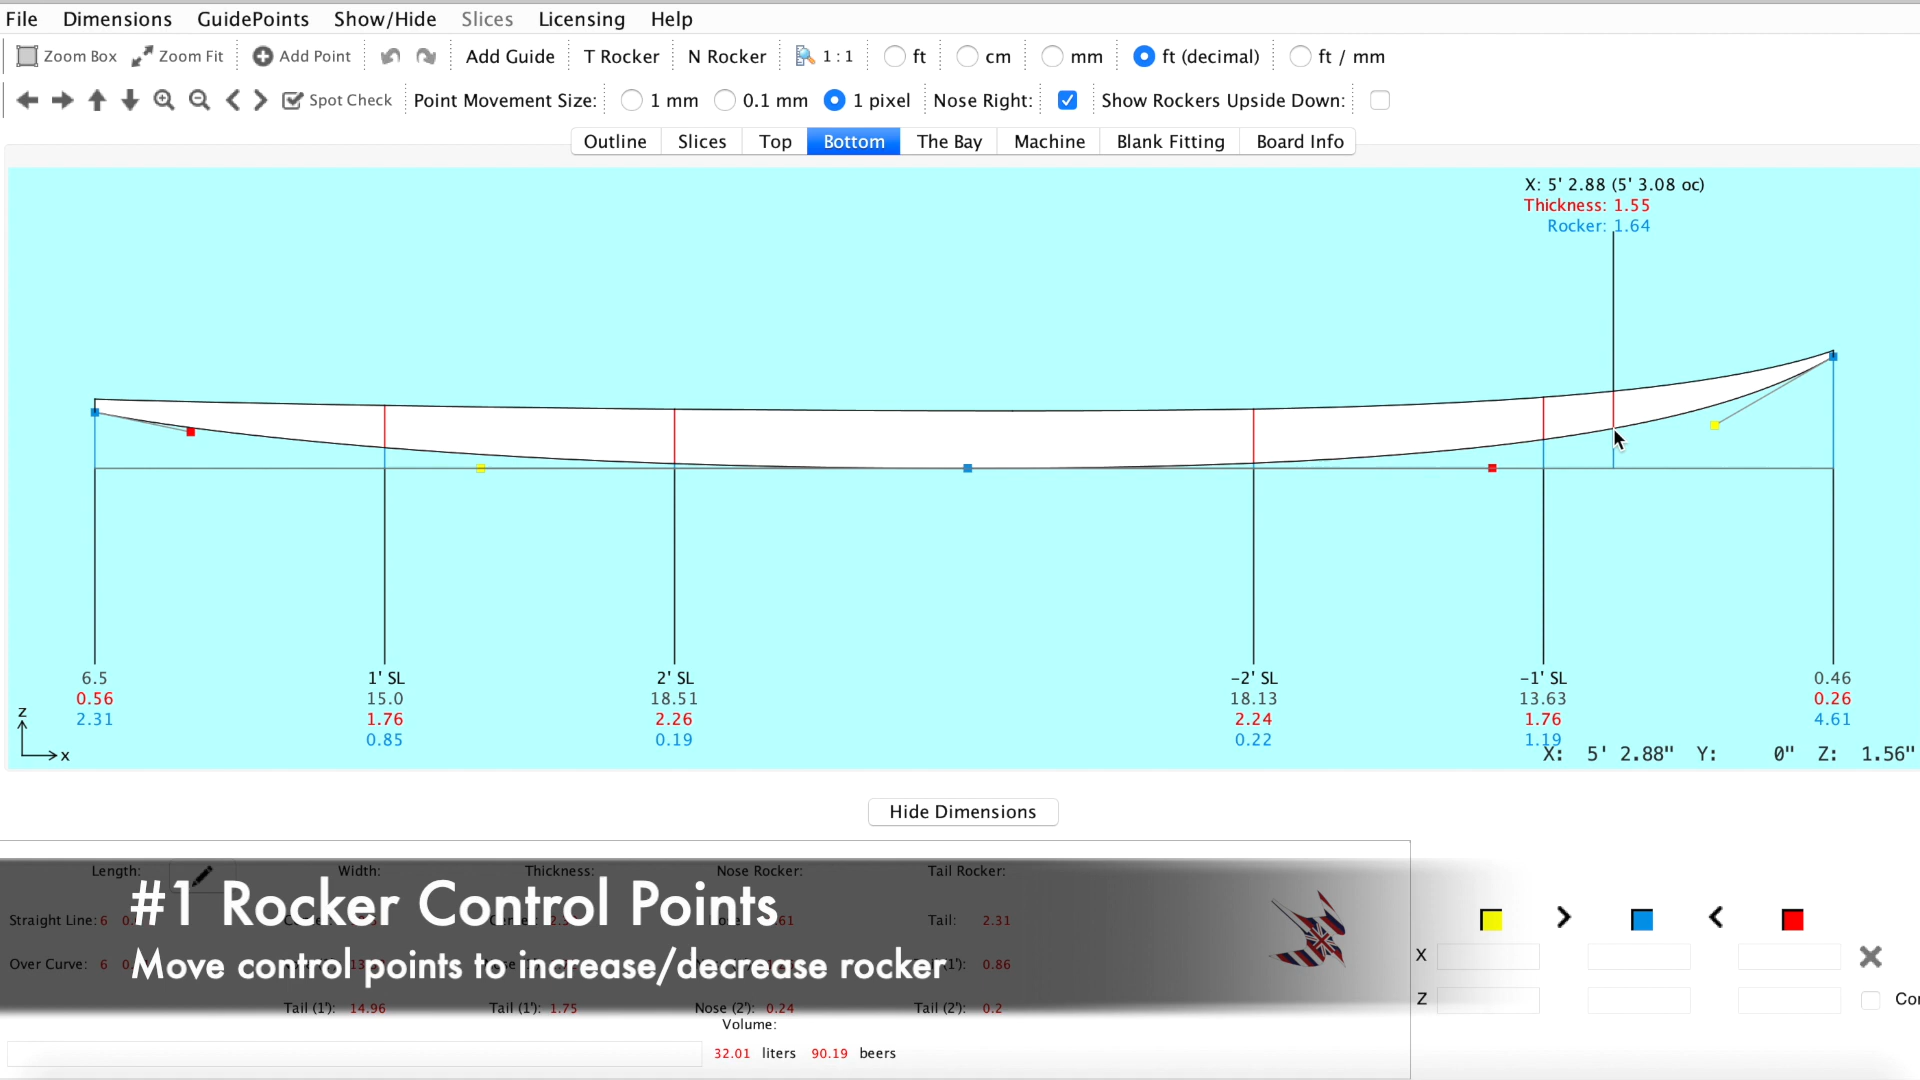 File Dimensions GuidePoints Show/Hide Slices Licensing Help
Zoom Box Zoom Fit Add Point Add Guide T Rocker N Rocker 1 : 1 ft cm mm ft (decimal) ft / mm
Spot Check Point Movement Size: 1 mm 0.1 mm 1 pixel Nose Right: Show Rockers Upside Down:
Outline Slices Top Bottom The Bay Machine Blank Fitting Board Info
X: 5' 2.88 (5' 3.08 oc)
Thickness: 1.55
Rocker: 1.64
6.5 1' SL 2' SL -2' SL -1' SL 0.46
0.56 15.0 18.51 18.13 13.63 0.26
2.31 1.76 2.26 2.24 1.76 4.61
0.85 0.19 0.22 1.19
z
x
X: 5' 2.88" Y: 0" Z: 1.56"
Hide Dimensions
Length: Width: Thickness: Nose Rocker: Tail Rocker:
#1 Rocker Control Points
Straight Line: 6 Tail: 2.31
Move control points to increase/decrease rocker
Over Curve: 6 0.86
Tail (1'): 14.96 Tail (1'): 1.75 Nose (2'): 0.24 Tail (2'): 0.2
Volume:
32.01 liters 90.19 beers
X
Z